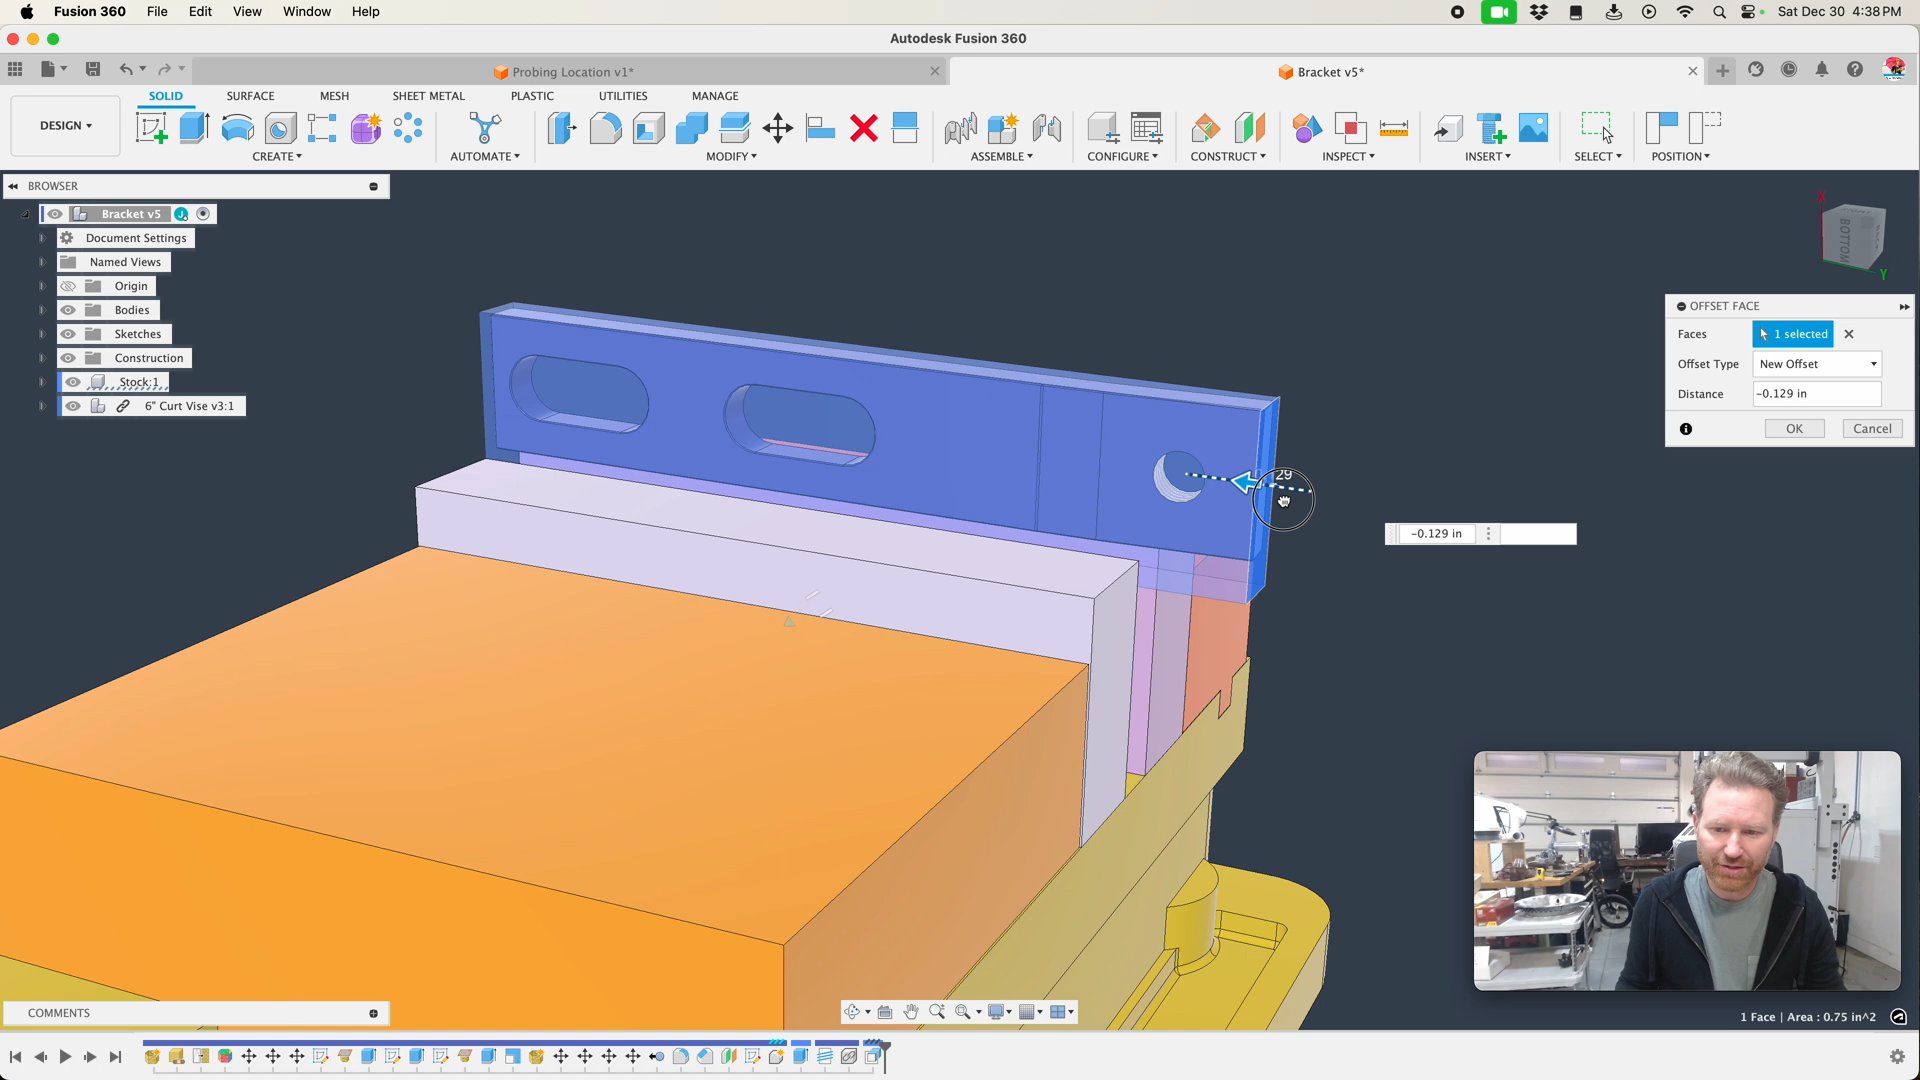 Fusion 360 File Edit View Window Help
Sat Dec 30 4:38 PM
Autodesk Fusion 360
Probing Location v1*
Bracket v5*
SOLID SURFACE MESH SHEET METAL PLASTIC UTILITIES MANAGE
DESIGN
CREATE AUTOMATE MODIFY ASSEMBLE CONFIGURE CONSTRUCT INSPECT INSERT SELECT POSITION
BROWSER
Bracket v5
Document Settings
Named Views
Origin
Bodies
Sketches
Construction
Stock:1
6" Curt Vise v3:1
X
BOTTOM
Y
OFFSET FACE
Faces 1 selected
Offset Type New Offset
Distance -0.129 in
OK Cancel
29
-0.129 in
COMMENTS
1 Face | Area : 0.75 in^2